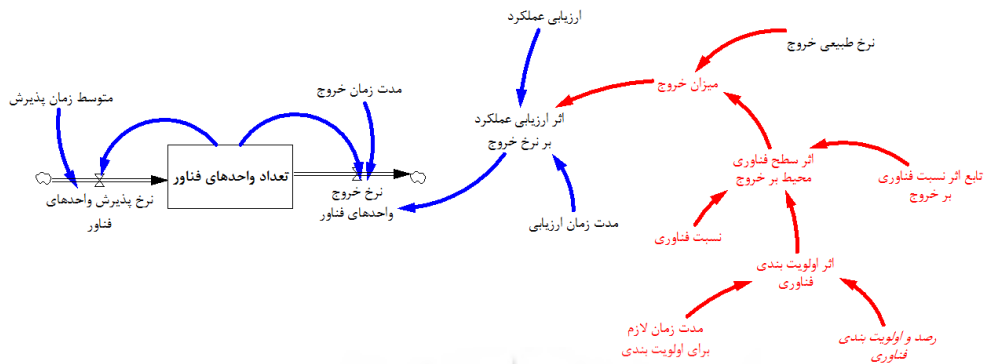 ارزیابی عملکرد
نرخ طبیعی خروج
میزان خروج
مدت زمان خروج
متوسط زمان پذیرش
اثر ارزیابی عملکرد
بر نرخ خروج
تعداد واحدهای فناور
اثر سطح فناوری
محیط بر خروج
تابع اثر نسبت فناوری
بر خروج
نرخ خروج
واحدهای فناور
نرخ پذیرش واحدهای
فناور
مدت زمان ارزیابی
نسبت فناوری
اثر اولویت بندی
فناوری
مدت زمان لازم
برای اولویت بندی
رصد و اولویت بندی
فناوری